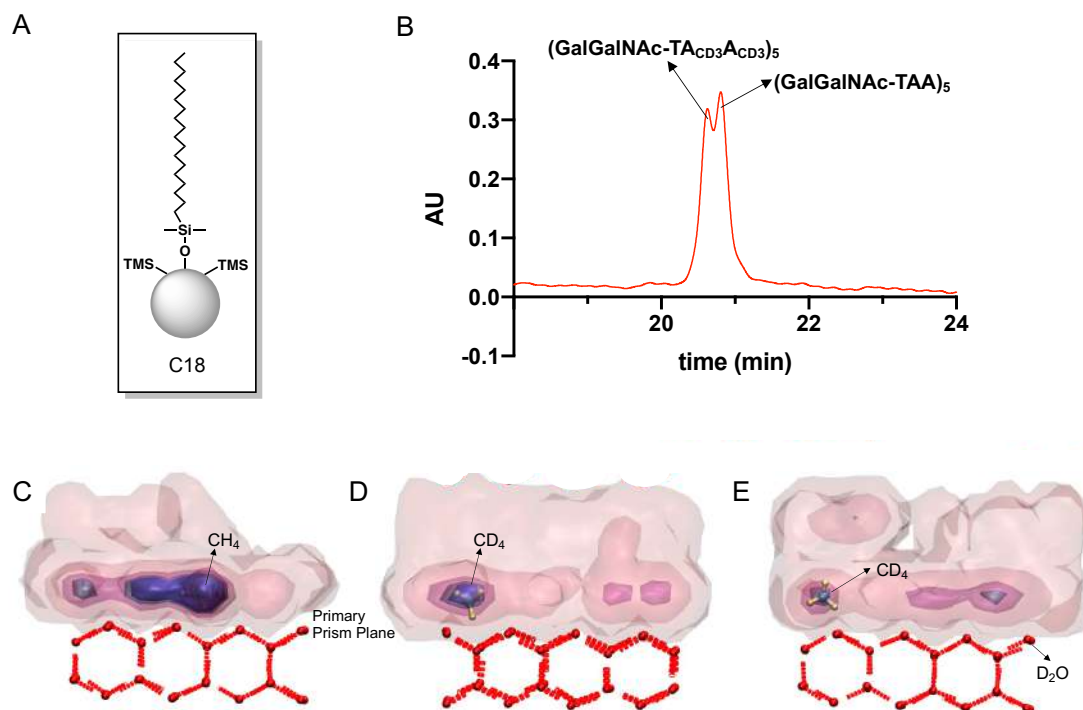 A
Si
O
TMS
TMS
C18
B
(GalGalNAc-TACD3ACD3)5
(GalGalNAc-TAA)5
0.4
0.3
0.2
0.1
0.0
-0.1
AU
20
22
24
time (min)
C
CH4
Primary
Prism Plane
D
CD4
E
CD4
D2O